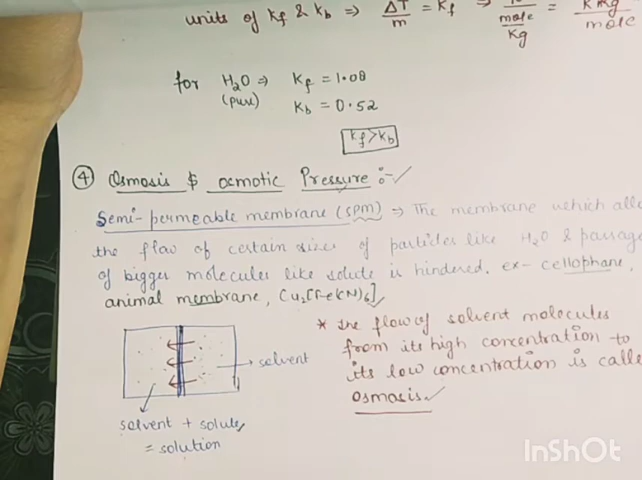 units of Kf & Kb ⇒ ΔT/m = Kf ⇒ mole/Kg = K Kg/mole
for H₂O ⇒ Kf = 1.08
(pure) Kb = 0.52
Kf > Kb
④ Osmosis & osmotic Pressure :-
Semi-permeable membrane (SPM) ⇒ The membrane which
the flow of certain sizes of particles like H₂O & passage
of bigger molecules like solute is hindered. ex- cellophane,
animal membrane, Cu₂[Fe(CN)₆]
* The flow of solvent molecules
from its high concentration to
its low concentration is
osmosis
solvent
solvent + solute
= solution
InShOt